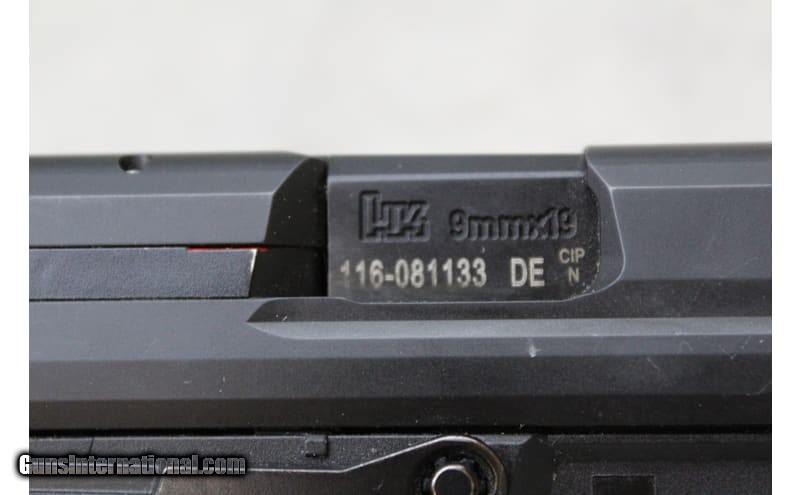 HK 9mmx19
116-081133 DE CIP
N
GunsInternational.com